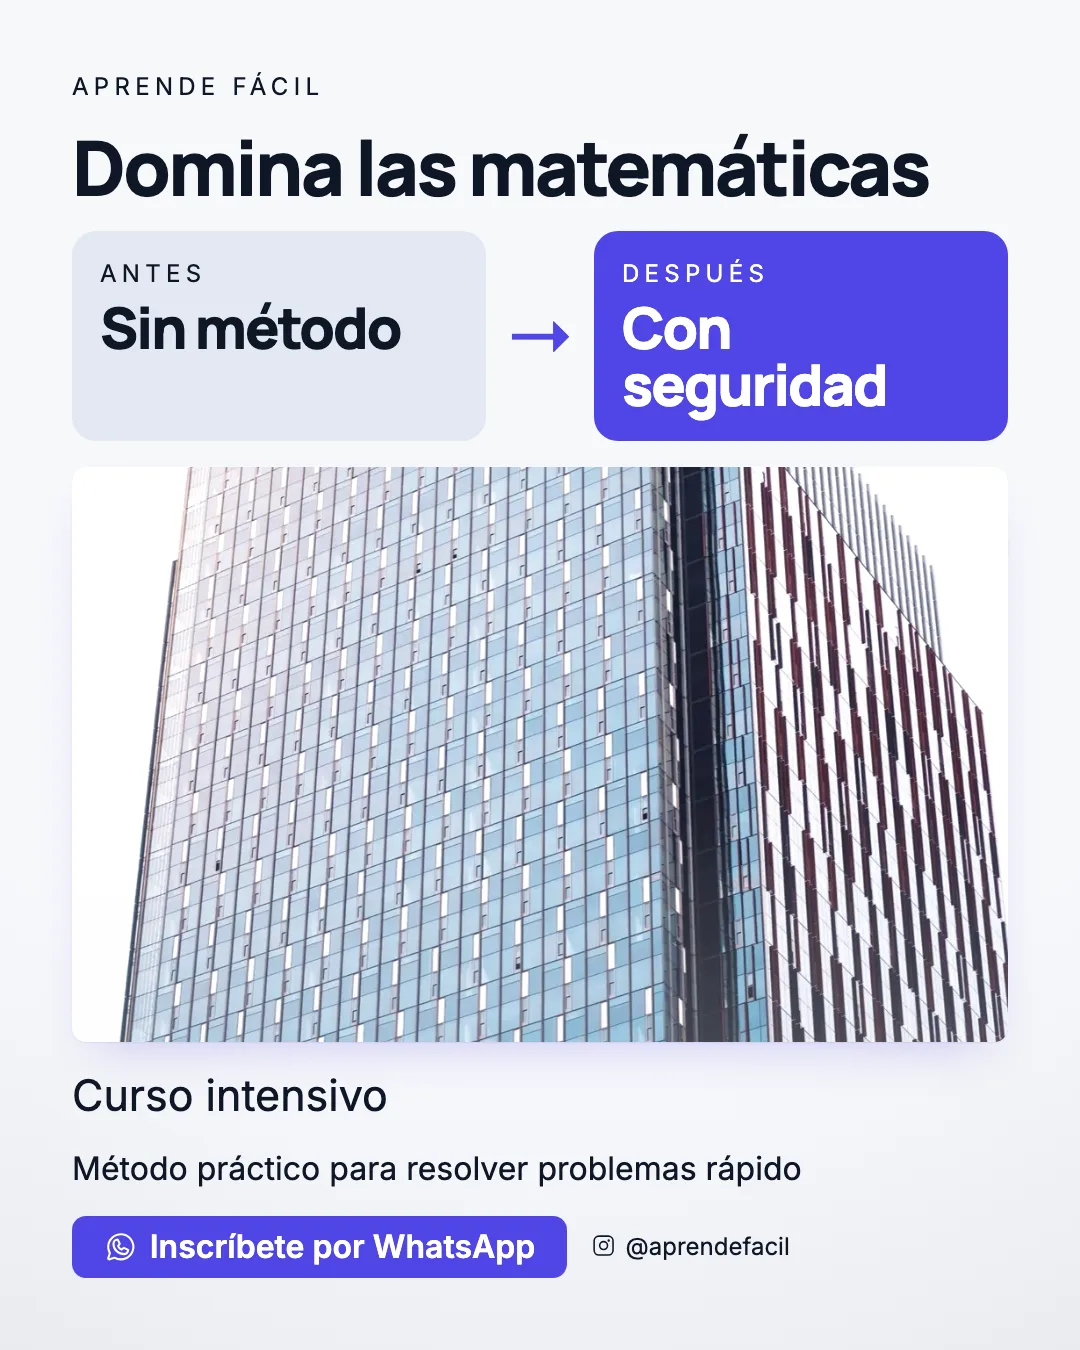 APRENDE FÁCIL
Domina las matemáticas
ANTES
Sin método
DESPUÉS
Con
seguridad
Curso intensivo
Método práctico para resolver problemas rápido
Inscríbete por WhatsApp
@aprendefacil